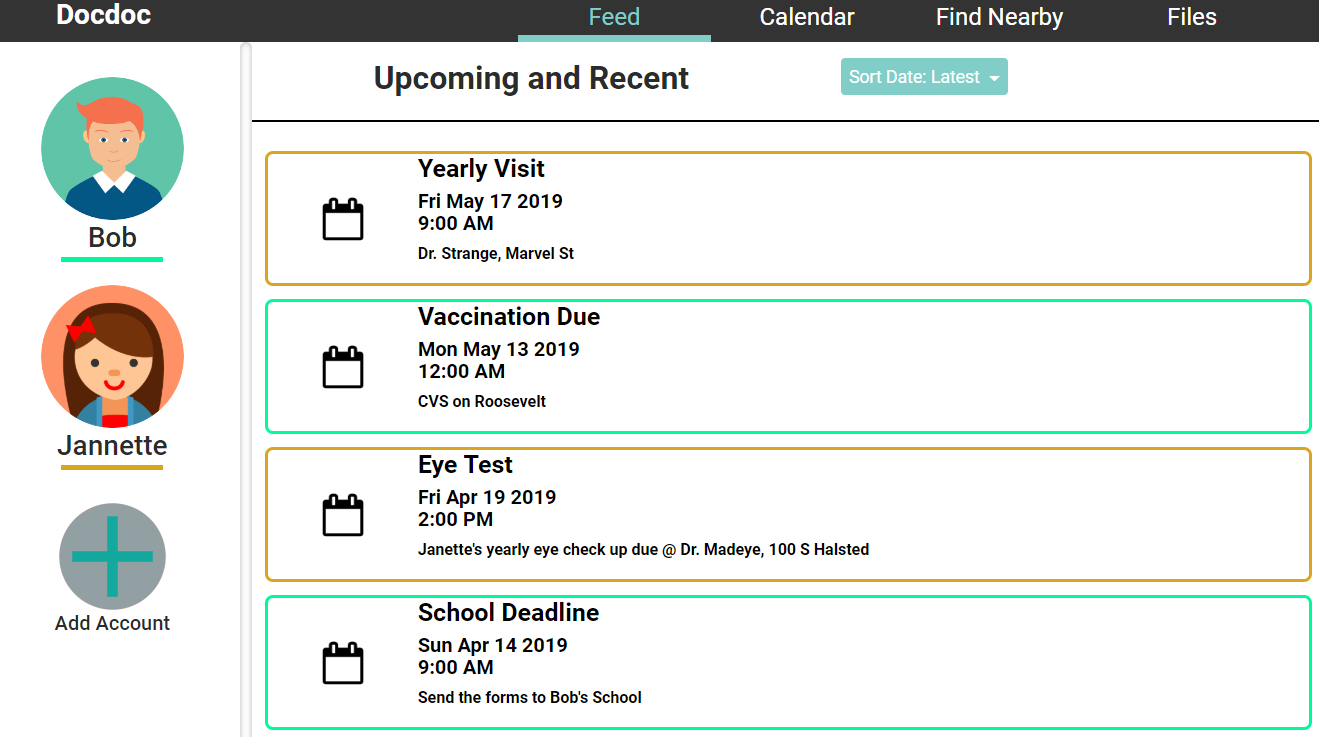 Docdoc
Feed
Calendar
Find Nearby
Files
Bob
Jannette
Add Account
Upcoming and Recent
Sort Date: Latest
Yearly Visit
Fri May 17 2019
9:00 AM
Dr. Strange, Marvel St
Vaccination Due
Mon May 13 2019
12:00 AM
CVS on Roosevelt
Eye Test
Fri Apr 19 2019
2:00 PM
Janette's yearly eye check up due @ Dr. Madeye, 100 S Halsted
School Deadline
Sun Apr 14 2019
9:00 AM
Send the forms to Bob's School